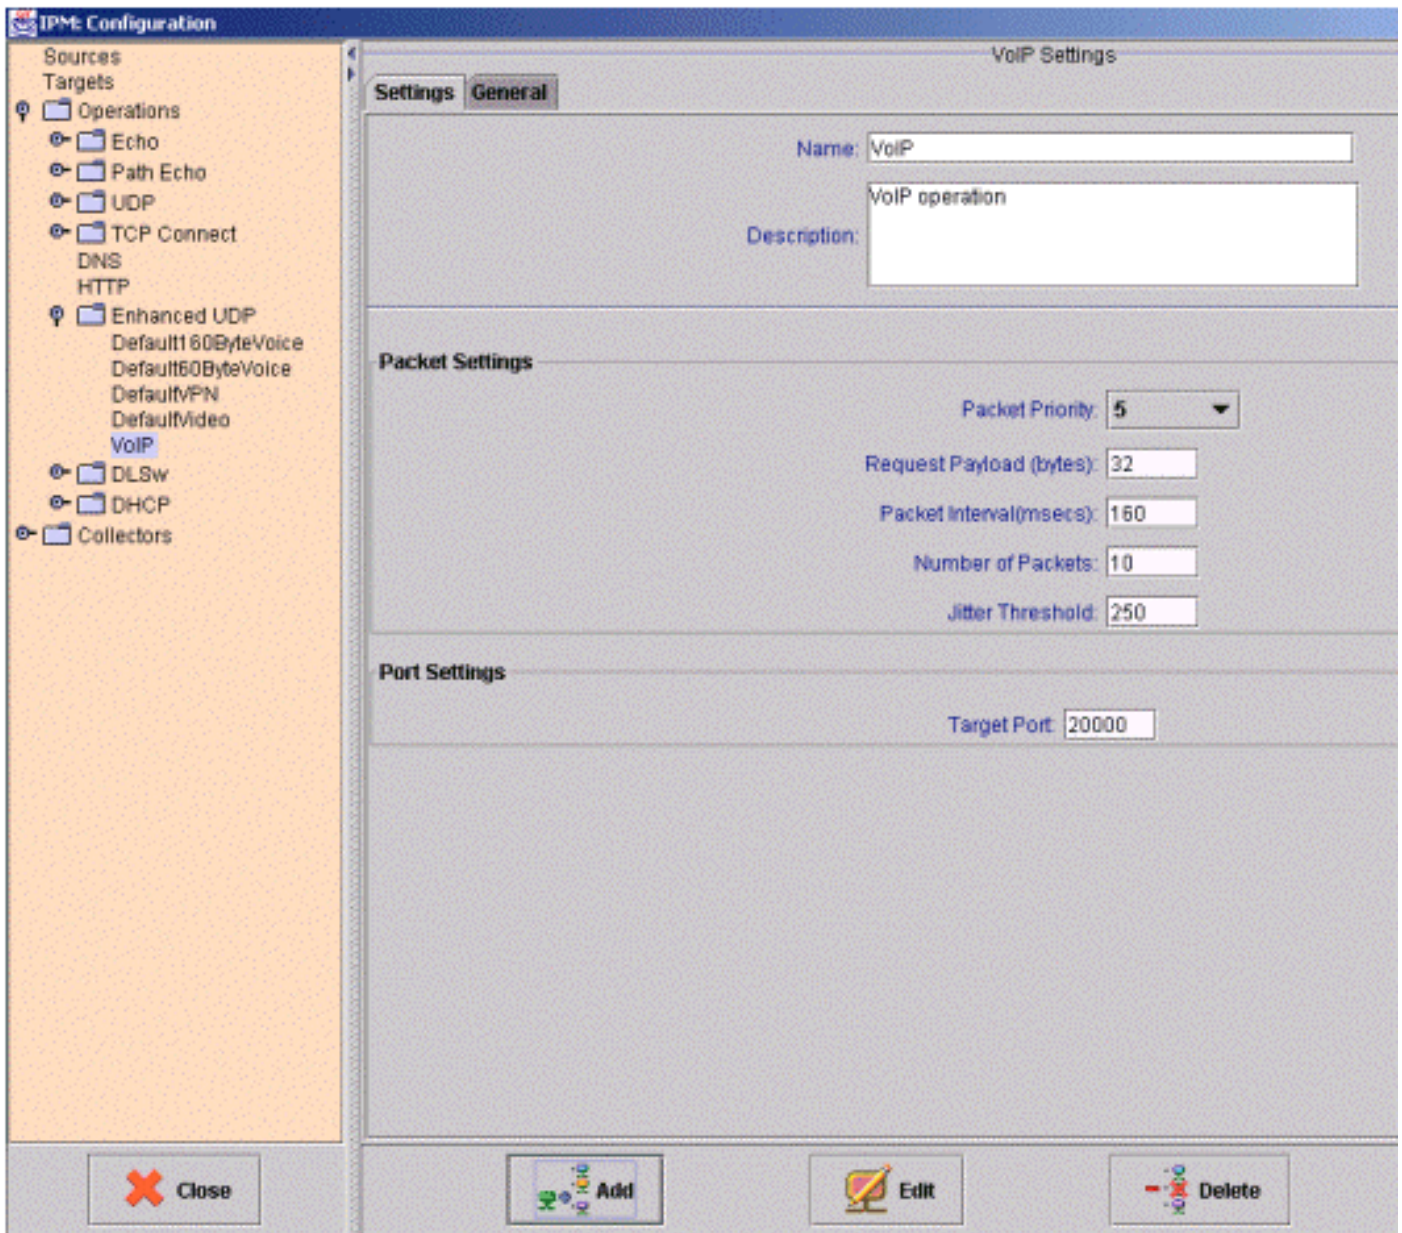 IPM: Configuration
Sources
Targets
Operations
Echo
Path Echo
UDP
TCP Connect
DNS
HTTP
Enhanced UDP
Default160ByteVoice
Default60ByteVoice
DefaultVPN
DefaultVideo
VoIP
DLSw
DHCP
Collectors
Close
VoIP Settings
Settings General
Name: VoIP
Description: VoIP operation
Packet Settings
Packet Priority: 5
Request Payload (bytes): 32
Packet Interval(msecs): 160
Number of Packets: 10
Jitter Threshold: 250
Port Settings
Target Port: 20000
Add Edit Delete